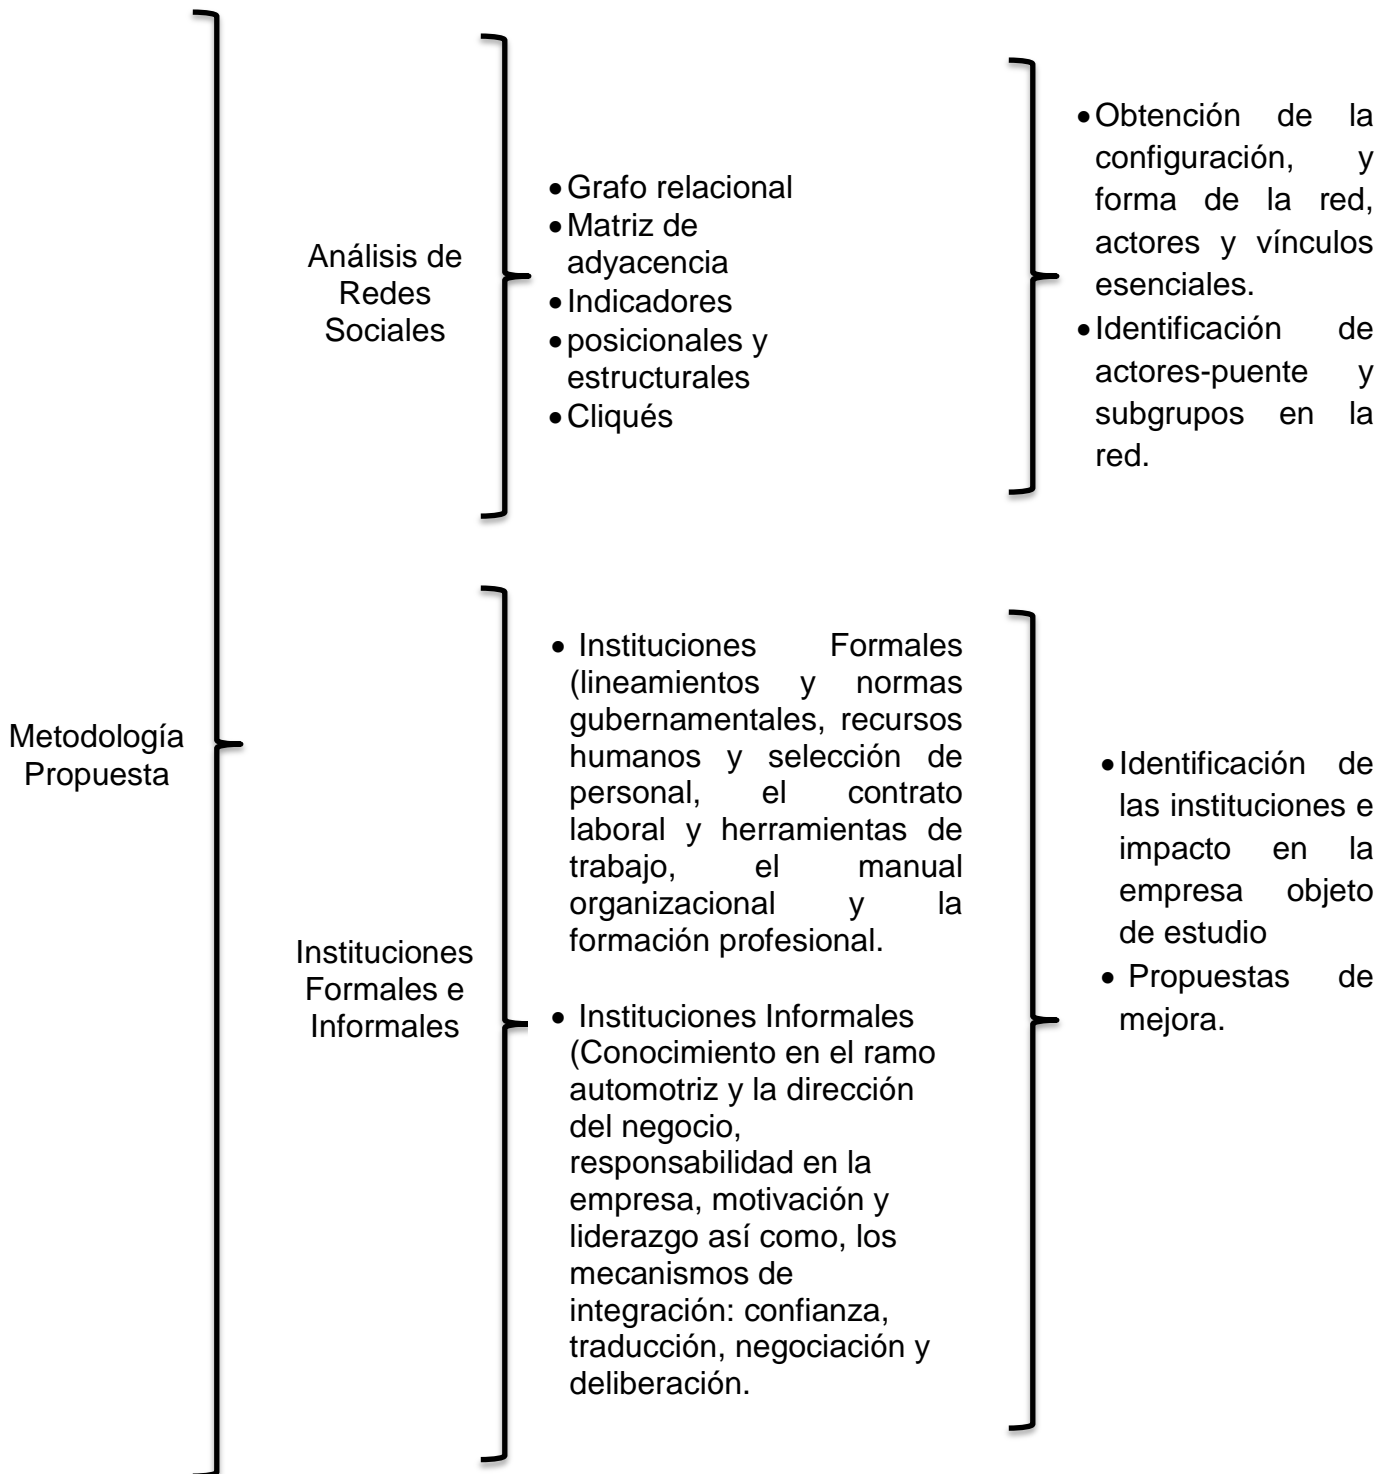 Metodología
Propuesta
Análisis de
Redes
Sociales
•Grafo relacional
•Matriz de
adyacencia
•Indicadores
•posicionales y
estructurales
•Cliqués
•Obtención de la
configuración, y
forma de la red,
actores y vínculos
esenciales.
•Identificación de
actores-puente y
subgrupos en la
red.
Instituciones
Formales e
Informales
• Instituciones Formales
(lineamientos y normas
gubernamentales, recursos
humanos y selección de
personal, el contrato
laboral y herramientas de
trabajo, el manual
organizacional y la
formación profesional.
• Instituciones Informales
(Conocimiento en el ramo
automotriz y la dirección
del negocio,
responsabilidad en la
empresa, motivación y
liderazgo así como, los
mecanismos de
integración: confianza,
traducción, negociación y
deliberación.
•Identificación de
las instituciones e
impacto en la
empresa objeto
de estudio
• Propuestas de
mejora.